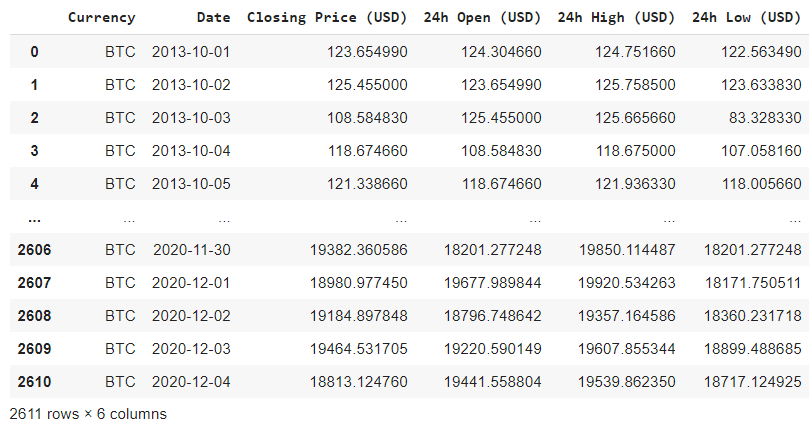 Currency Date Closing Price (USD) 24h Open (USD) 24h High (USD) 24h Low (USD)
0 BTC 2013-10-01 123.654990 124.304660 124.751660 122.563490
1 BTC 2013-10-02 125.455000 123.654990 125.758500 123.633830
2 BTC 2013-10-03 108.584830 125.455000 125.665660 83.328330
3 BTC 2013-10-04 118.674660 108.584830 118.675000 107.058160
4 BTC 2013-10-05 121.338660 118.674660 121.936330 118.005660
... ... ... ... ... ... ...
2606 BTC 2020-11-30 19382.360586 18201.277248 19850.114487 18201.277248
2607 BTC 2020-12-01 18980.977450 19677.989844 19920.534263 18171.750511
2608 BTC 2020-12-02 19184.897848 18796.748642 19357.164586 18360.231718
2609 BTC 2020-12-03 19464.531705 19220.590149 19607.855344 18899.488685
2610 BTC 2020-12-04 18813.124760 19441.558804 19539.862350 18717.124925
2611 rows × 6 columns